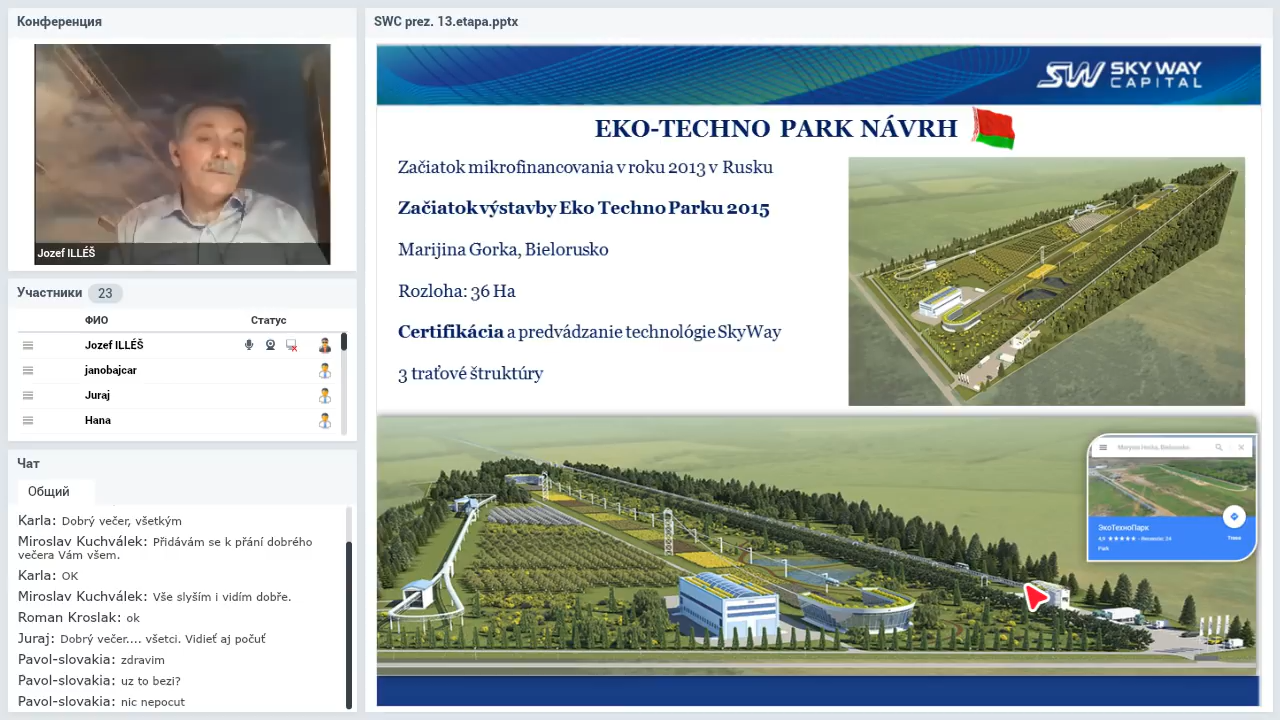 Конференция
Jozef ILLÉŠ
Участники 23
ФИО Статус
Jozef ILLÉŠ
janobajcar
Juraj
Hana
Чат
Общий
Karla: Dobrý večer, všetkým
Miroslav Kuchválek: Přidávám se k přání dobrého
večera Vám všem.
Karla: OK
Miroslav Kuchválek: Vše slyším i vidím dobře.
Roman Kroslak: ok
Juraj: Dobrý večer.... všetci. Vidieť aj počuť
Pavol-slovakia: zdravim
Pavol-slovakia: uz to bezi?
Pavol-slovakia: nic nepocut
SWC prez. 13.etapa.pptx
SW SKY WAY
CAPITAL
EKO-TECHNO PARK NÁVRH
Začiatok mikrofinancovania v roku 2013 v Rusku
Začiatok výstavby Eko Techno Parku 2015
Marijina Gorka, Bielorusko
Rozloha: 36 Ha
Certifikácia a predvádzanie technológie SkyWay
3 traťové štruktúry
ЭкоТехноПарк
4,9 ★★★★★
Park